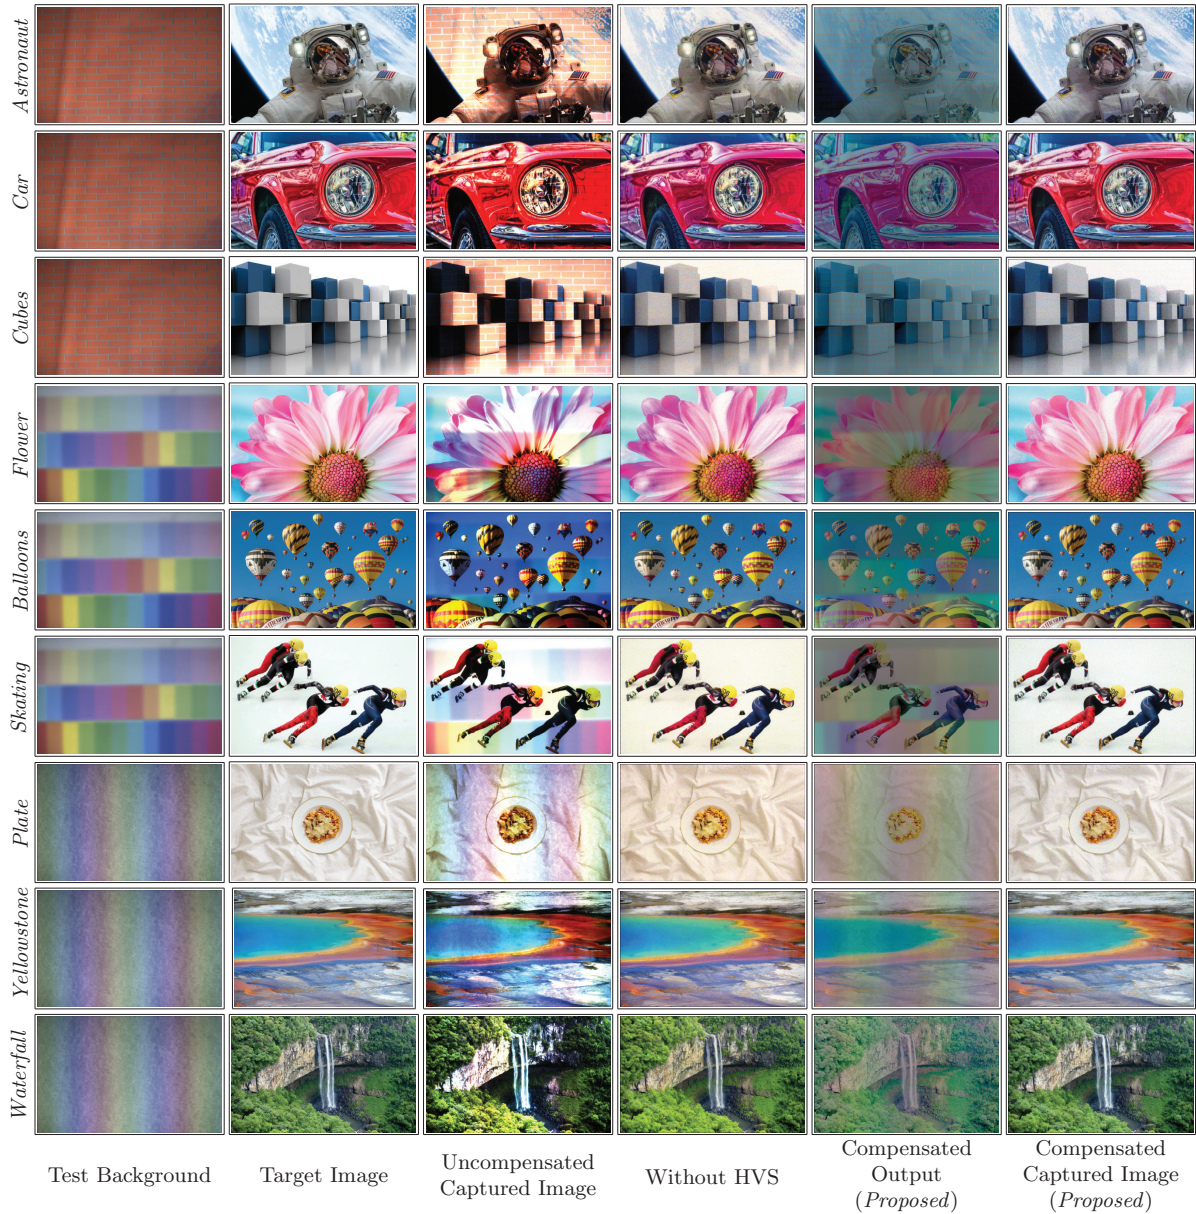 Astronaut
Car
Cubes
Flower
Balloons
Skating
Plate
Yellowstone
Waterfall
Test Background
Target Image
Uncompensated
Captured Image
Without HVS
Compensated
Output
(Proposed)
Compensated
Captured Image
(Proposed)